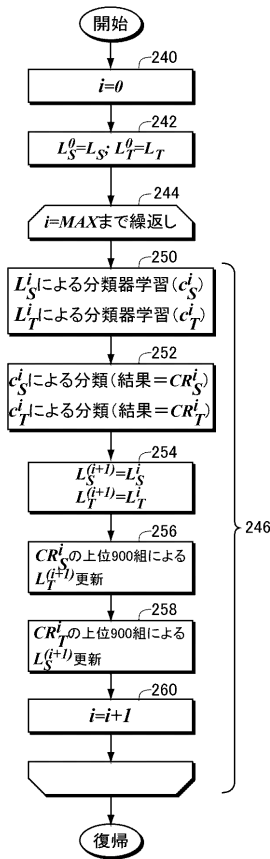 開始
240
i=0
242
L_S^0=L_S; L_T^0=L_T
244
i=MAXまで繰返し
250
L_S^iによる分類器学習(c_S^i)
L_T^iによる分類器学習(c_T^i)
252
c_S^iによる分類(結果=CR_S^i)
c_T^iによる分類(結果=CR_T^i)
254
L_S^(i+1)=L_S^i
L_T^(i+1)=L_T^i
246
256
CR_S^iの上位900組による
L_T^(i+1)更新
258
CR_T^iの上位900組による
L_S^(i+1)更新
260
i=i+1
復帰